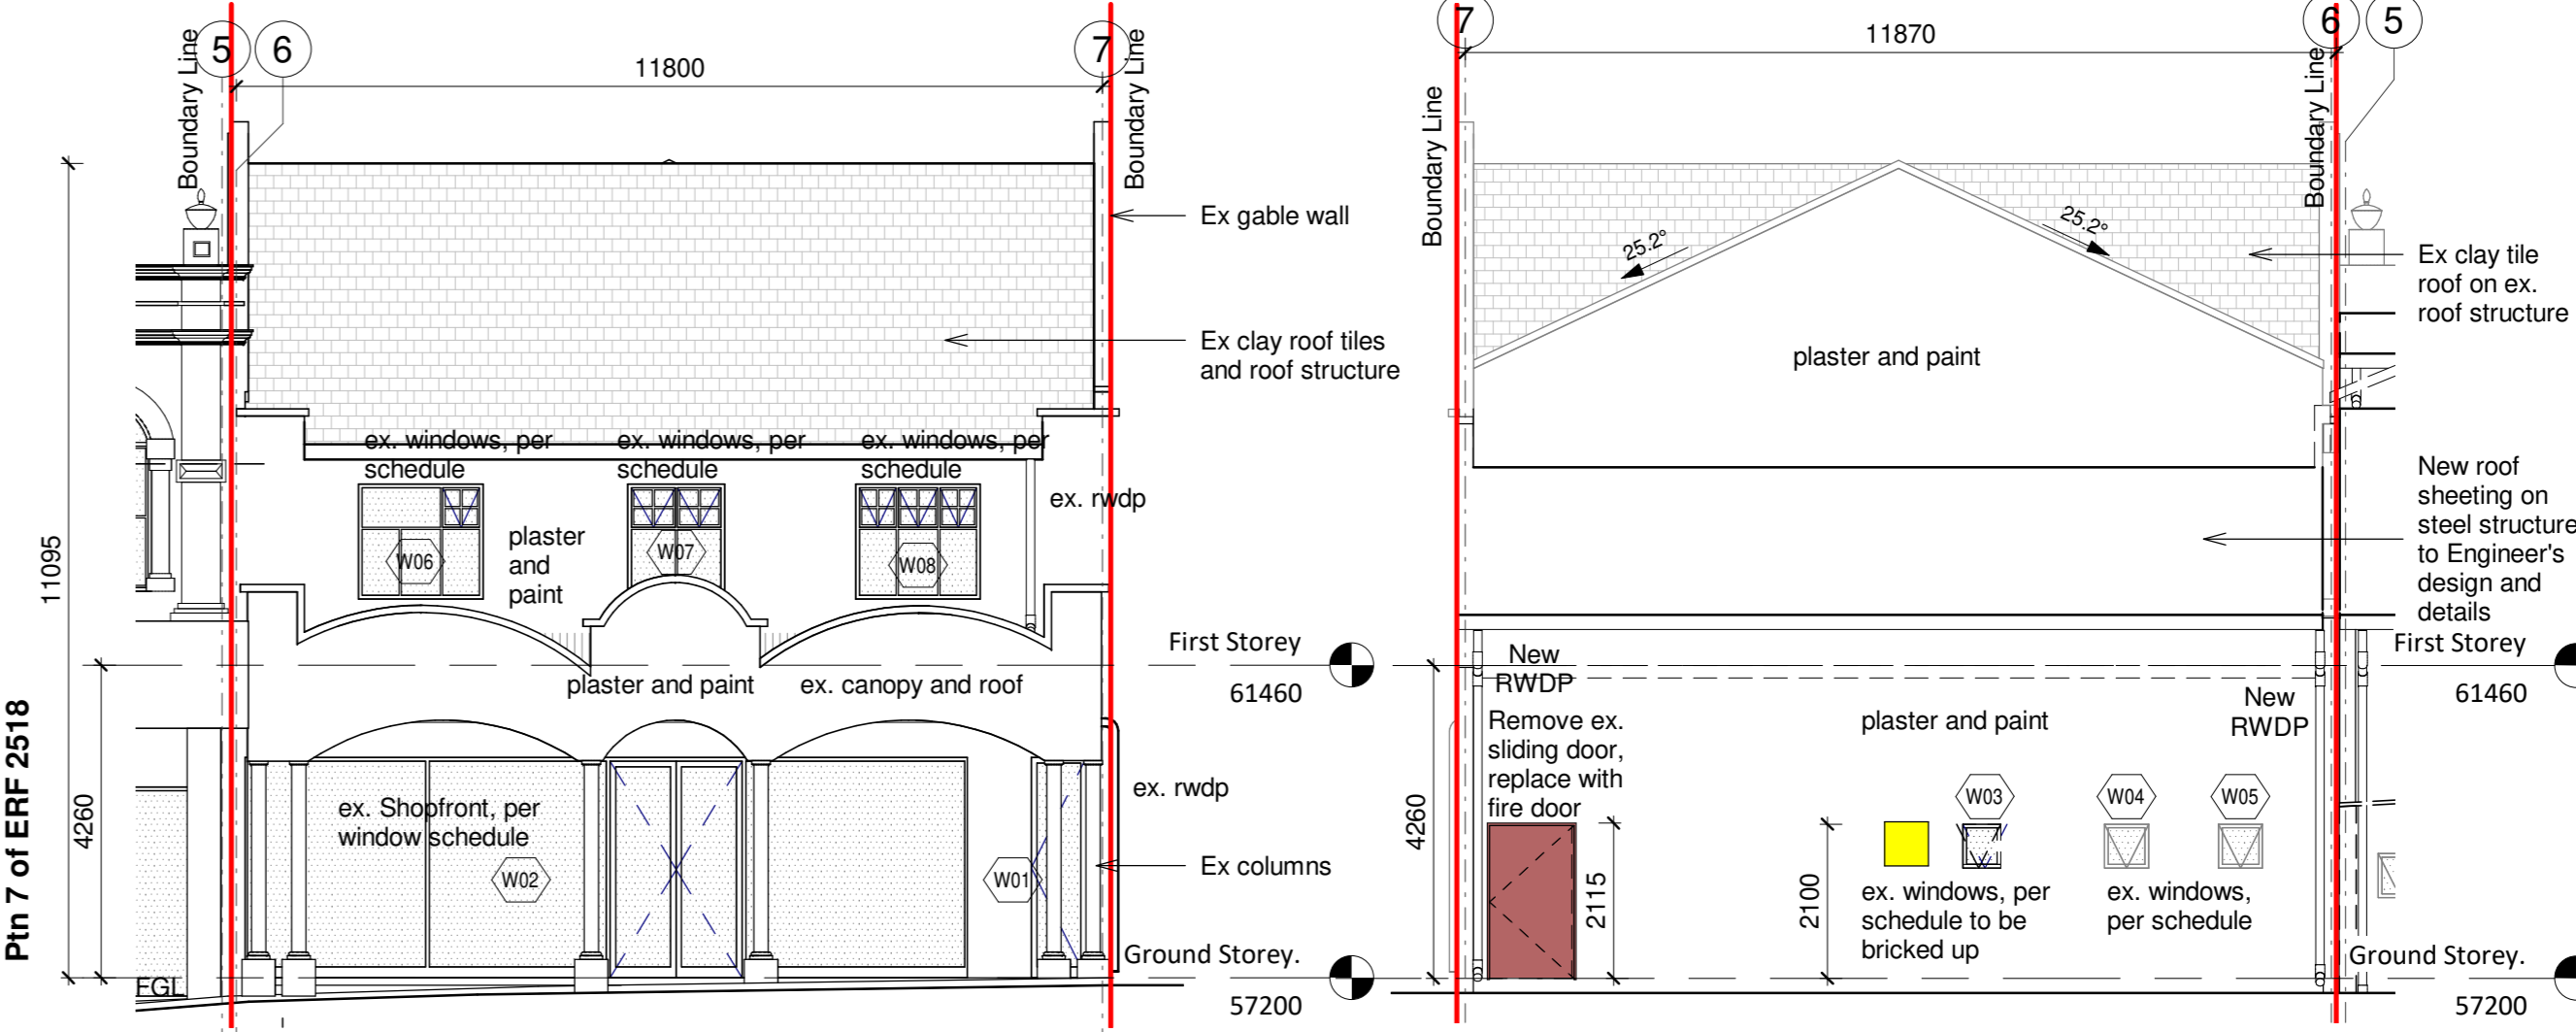 5
6
7
7
6
5
Boundary Line
Boundary Line
Boundary Line
Boundary Line
11800
11870
Ex gable wall
25.2°
25.2°
Ex clay tile
roof on ex.
roof structure
Ex clay roof tiles
and roof structure
plaster and paint
ex. windows, per
schedule
ex. windows, per
schedule
ex. windows, per
schedule
ex. rwdp
W06
W07
W08
plaster
and
paint
New roof
sheeting on
steel structure
to Engineer's
design and
details
11095
4260
Ptn 7 of ERF 2518
First Storey
61460
First Storey
61460
plaster and paint
ex. canopy and roof
New
RWDP
New
RWDP
Remove ex.
sliding door,
replace with
fire door
plaster and paint
ex. Shopfront, per
window schedule
ex. rwdp
W02
W01
Ex columns
4260
2115
2100
W03
W04
W05
ex. windows, per
schedule to be
bricked up
ex. windows,
per schedule
FGL
Ground Storey.
57200
Ground Storey.
57200